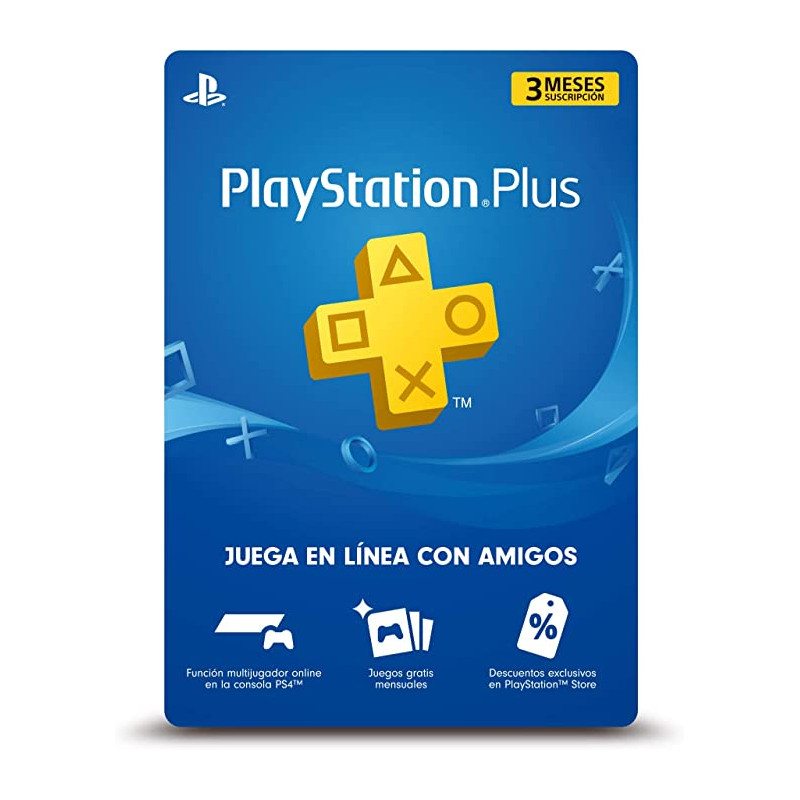 3 MESES
SUSCRIPCIÓN
PlayStation®Plus
TM
JUEGA EN LÍNEA CON AMIGOS
%
Función multijugador online
en la consola PS4™
Juegos gratis
mensuales
Descuentos exclusivos
en PlayStation™ Store